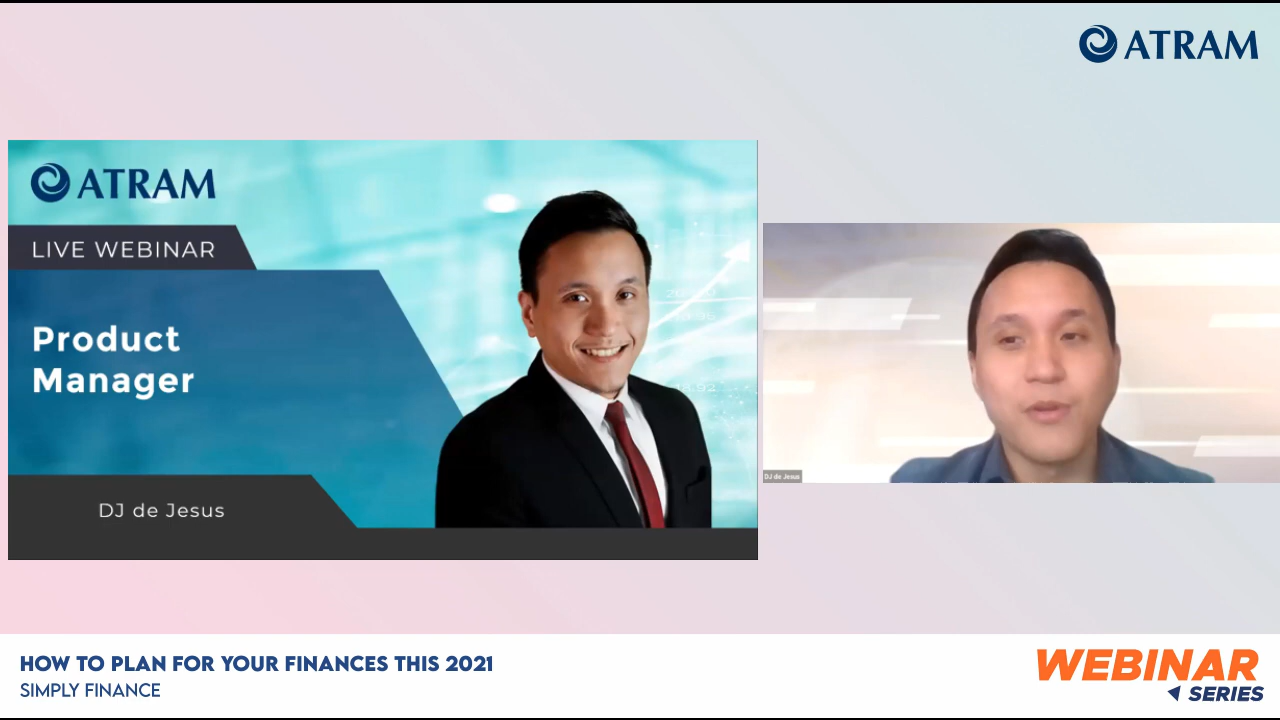 ATRAM
ATRAM
LIVE WEBINAR
Product
Manager
DJ de Jesus
DJ de Jesus
HOW TO PLAN FOR YOUR FINANCES THIS 2021
SIMPLY FINANCE
WEBINAR
SERIES